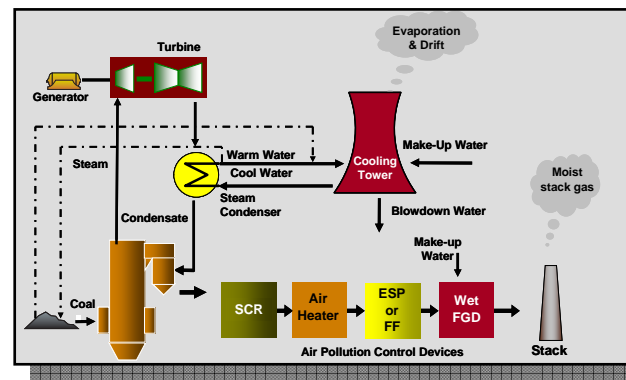 Evaporation
& Drift
Turbine
Generator
Make-Up Water
Warm Water
Cooling
Tower
Cool Water
Steam
Steam
Condenser
Moist
stack gas
Condensate
Blowdown Water
Make-up
Water
Coal
SCR
Air
Heater
ESP
or
FF
Wet
FGD
Air Pollution Control Devices
Stack